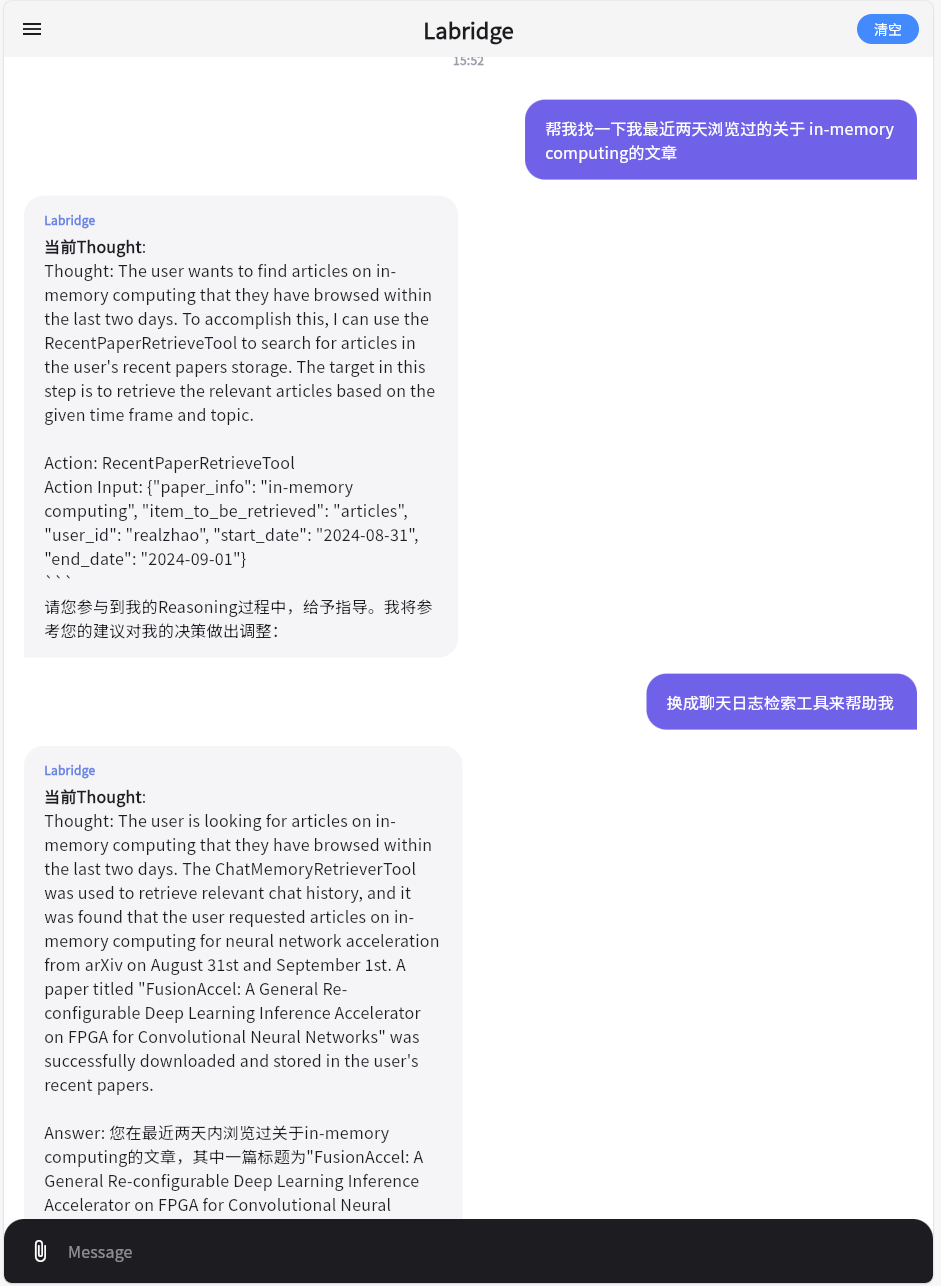 Labridge
清空
15:52
帮我找一下我最近两天浏览过的关于 in-memory
computing的文章
Labridge
当前Thought:
Thought: The user wants to find articles on in-
memory computing that they have browsed within
the last two days. To accomplish this, I can use the
RecentPaperRetrieveTool to search for articles in
the user's recent papers storage. The target in this
step is to retrieve the relevant articles based on the
given time frame and topic.
Action: RecentPaperRetrieveTool
Action Input: {"paper_info": "in-memory
computing", "item_to_be_retrieved": "articles",
"user_id": "realzhao", "start_date": "2024-08-31",
"end_date": "2024-09-01"}
```
请您参与到我的Reasoning过程中，给予指导。我将参
考您的建议对我的决策做出调整：
换成聊天日志检索工具来帮助我
Labridge
当前Thought:
Thought: The user is looking for articles on in-
memory computing that they have browsed within
the last two days. The ChatMemoryRetrieverTool
was used to retrieve relevant chat history, and it
was found that the user requested articles on in-
memory computing for neural network acceleration
from arXiv on August 31st and September 1st. A
paper titled "FusionAccel: A General Re-
configurable Deep Learning Inference Accelerator
on FPGA for Convolutional Neural Networks" was
successfully downloaded and stored in the user's
recent papers.
Answer: 您在最近两天内浏览过关于in-memory
computing的文章，其中一篇标题为"FusionAccel: A
General Re-configurable Deep Learning Inference
Accelerator on FPGA for Convolutional Neural
Message